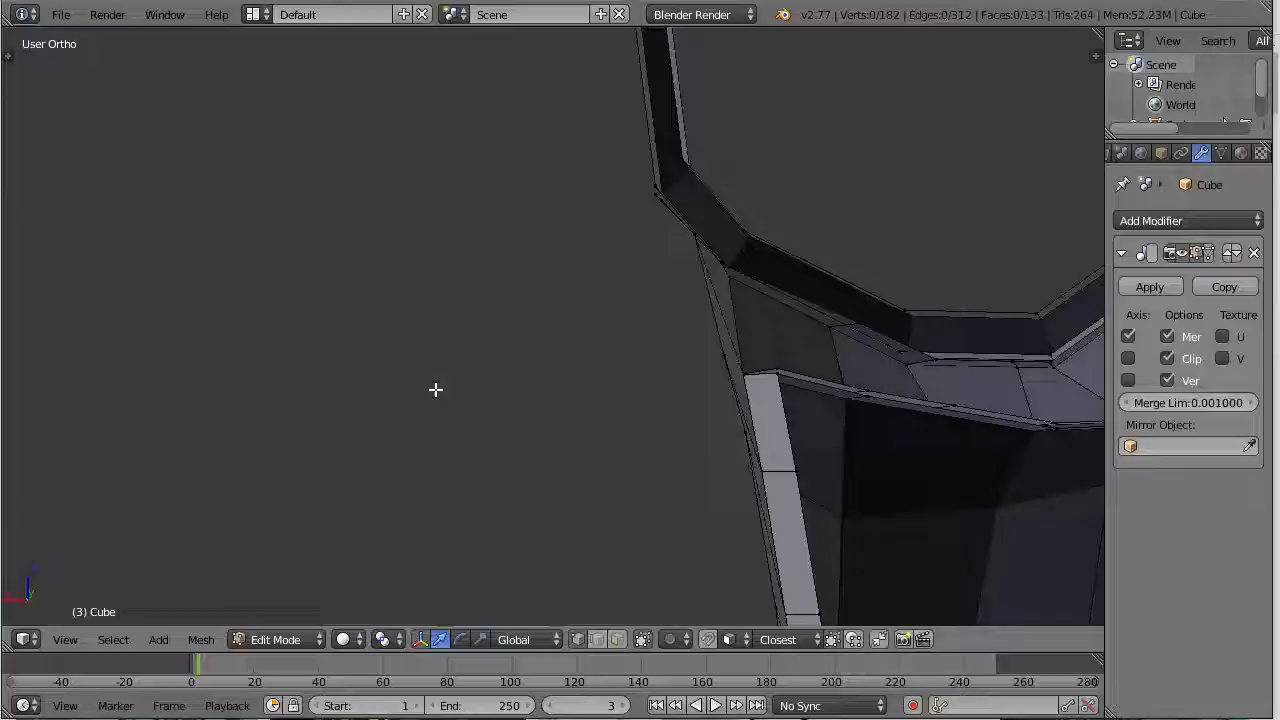 File Render Window Help Default Scene Blender Render v2.77 | Verts:0/182 | Edges:0/312 | Faces:0/133 | Tris:264 | Mem:52.23M | Cube
User Ortho
View Search All
Scene
Rende
World
Cube
Add Modifier
Apply Copy
Axis: Options Texture
Mer U
Clip V
Ver
Merge Lim:0.001000
Mirror Object:
(3) Cube
View Select Add Mesh Edit Mode Global Closest
-40 -20 0 20 40 60 80 100 120 140 160 180 200 220 240 260 280
View Marker Frame Playback Start: 1 End: 250 3 No Sync